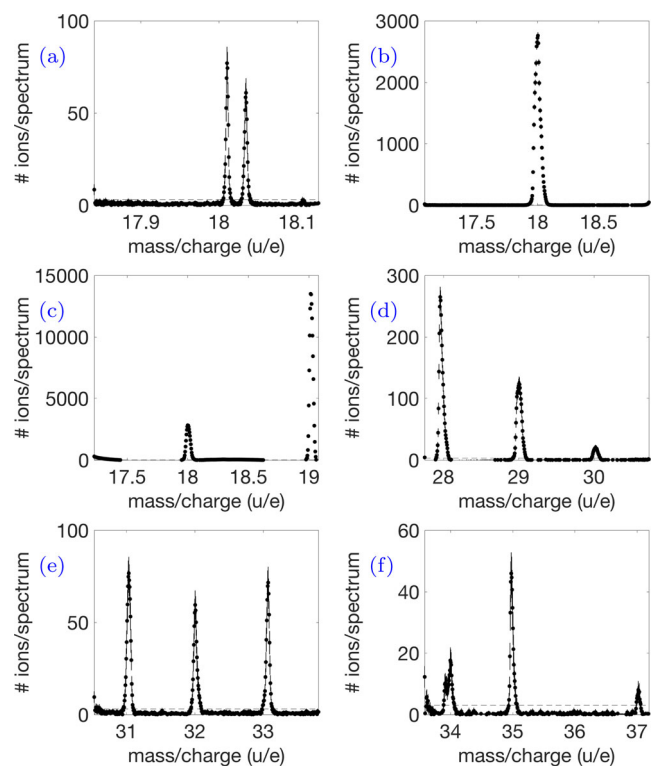 (a)
# ions/spectrum
100
50
0
17.9
18
18.1
mass/charge (u/e)
(b)
# ions/spectrum
3000
2000
1000
0
17.5
18
18.5
mass/charge (u/e)
(c)
# ions/spectrum
15000
10000
5000
0
17.5
18
18.5
19
mass/charge (u/e)
(d)
# ions/spectrum
300
200
100
0
28
29
30
mass/charge (u/e)
(e)
# ions/spectrum
100
50
0
31
32
33
mass/charge (u/e)
(f)
# ions/spectrum
60
40
20
0
34
35
36
37
mass/charge (u/e)